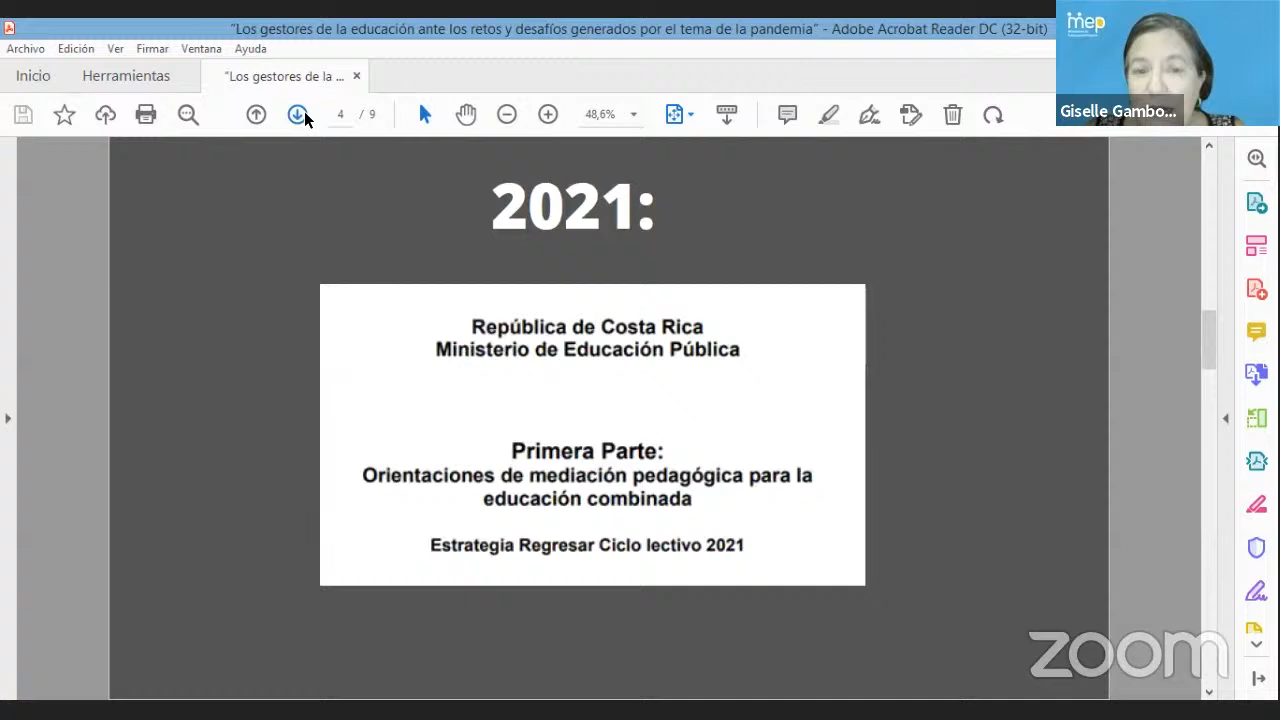 "Los gestores de la educación ante los retos y desafíos generados por el tema de la pandemia" - Adobe Acrobat Reader DC (32-bit)
Archivo Edición Ver Firmar Ventana Ayuda
Inicio Herramientas "Los gestores de la ... ×
4 / 9 48,6%
mep
Giselle Gambo...
2021:
República de Costa Rica
Ministerio de Educación Pública
Primera Parte:
Orientaciones de mediación pedagógica para la
educación combinada
Estrategia Regresar Ciclo lectivo 2021
zoom